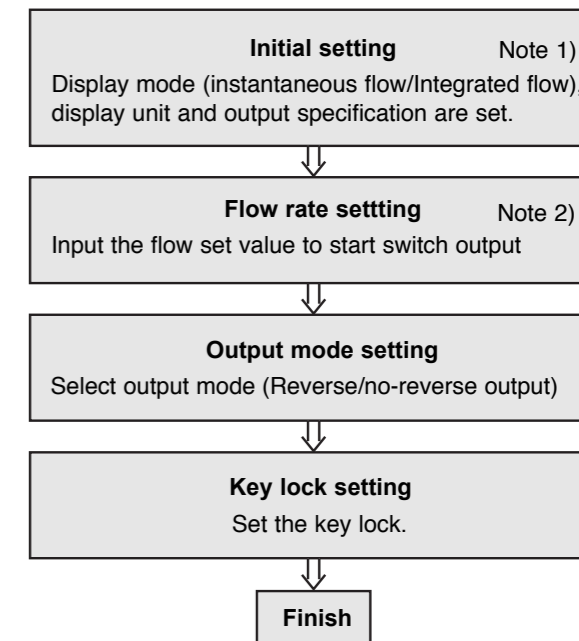 Initial setting Note 1)
Display mode (instantaneous flow/Integrated flow),
display unit and output specification are set.
Flow rate settting Note 2)
Input the flow set value to start switch output
Output mode setting
Select output mode (Reverse/no-reverse output)
Key lock setting
Set the key lock.
Finish